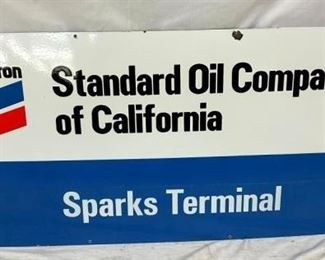 ron
Standard Oil Compa
of California
Sparks Terminal